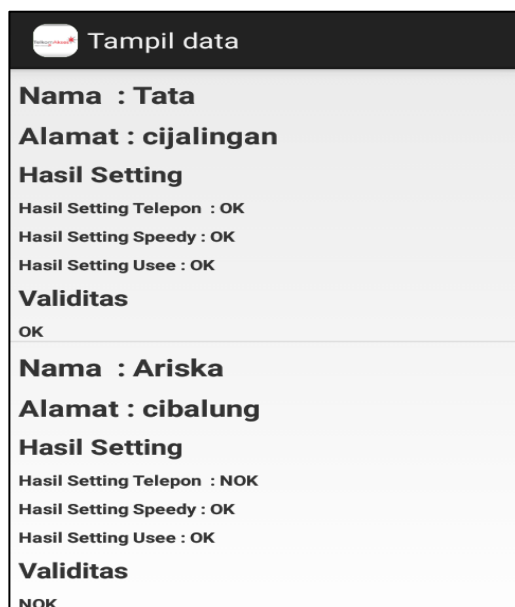 Tampil data
Nama : Tata
Alamat : cijalingan
Hasil Setting
Hasil Setting Telepon : OK
Hasil Setting Speedy : OK
Hasil Setting Usee : OK
Validitas
OK
Nama : Ariska
Alamat : cibalung
Hasil Setting
Hasil Setting Telepon : NOK
Hasil Setting Speedy : OK
Hasil Setting Usee : OK
Validitas
NOK